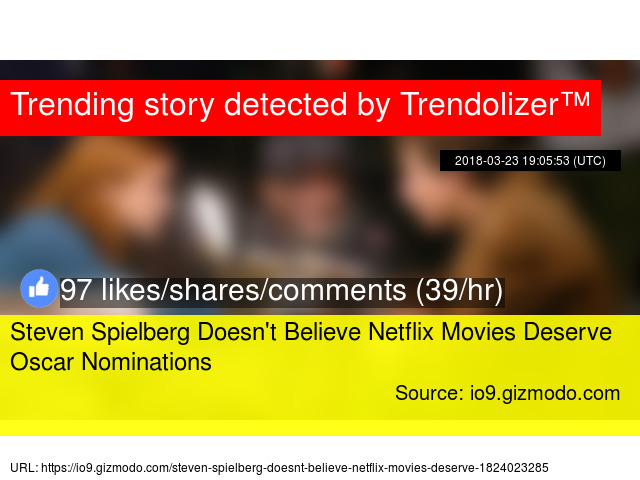 Trending story detected by Trendolizer™
2018-03-23 19:05:53 (UTC)
97 likes/shares/comments (39/hr)
Steven Spielberg Doesn't Believe Netflix Movies Deserve
Oscar Nominations
Source: io9.gizmodo.com
URL: https://io9.gizmodo.com/steven-spielberg-doesnt-believe-netflix-movies-deserve-1824023285